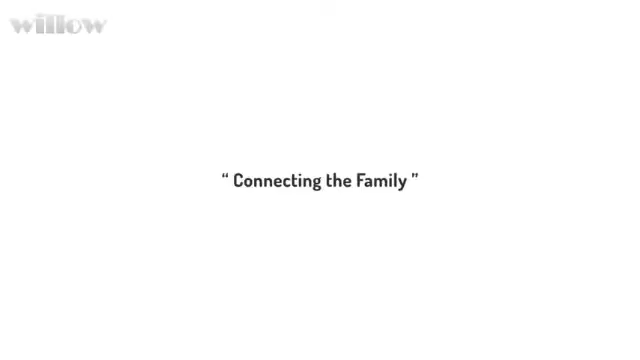 willow
“ Connecting the Family ”